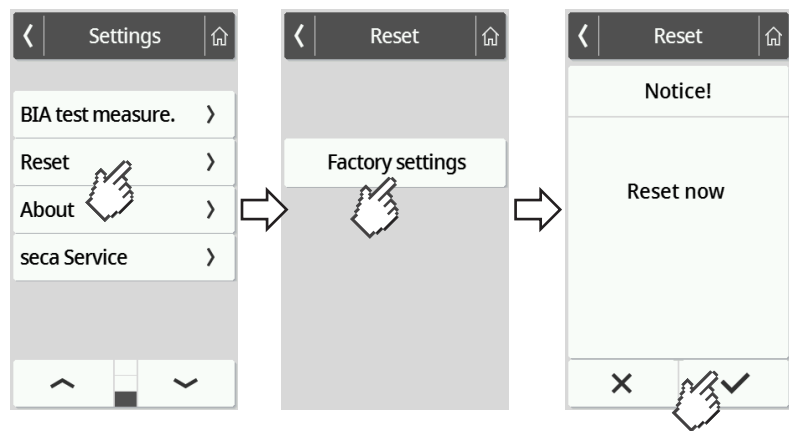 Settings
BIA test measure.
Reset
About
seca Service
Reset
Factory settings
Reset
Notice!
Reset now